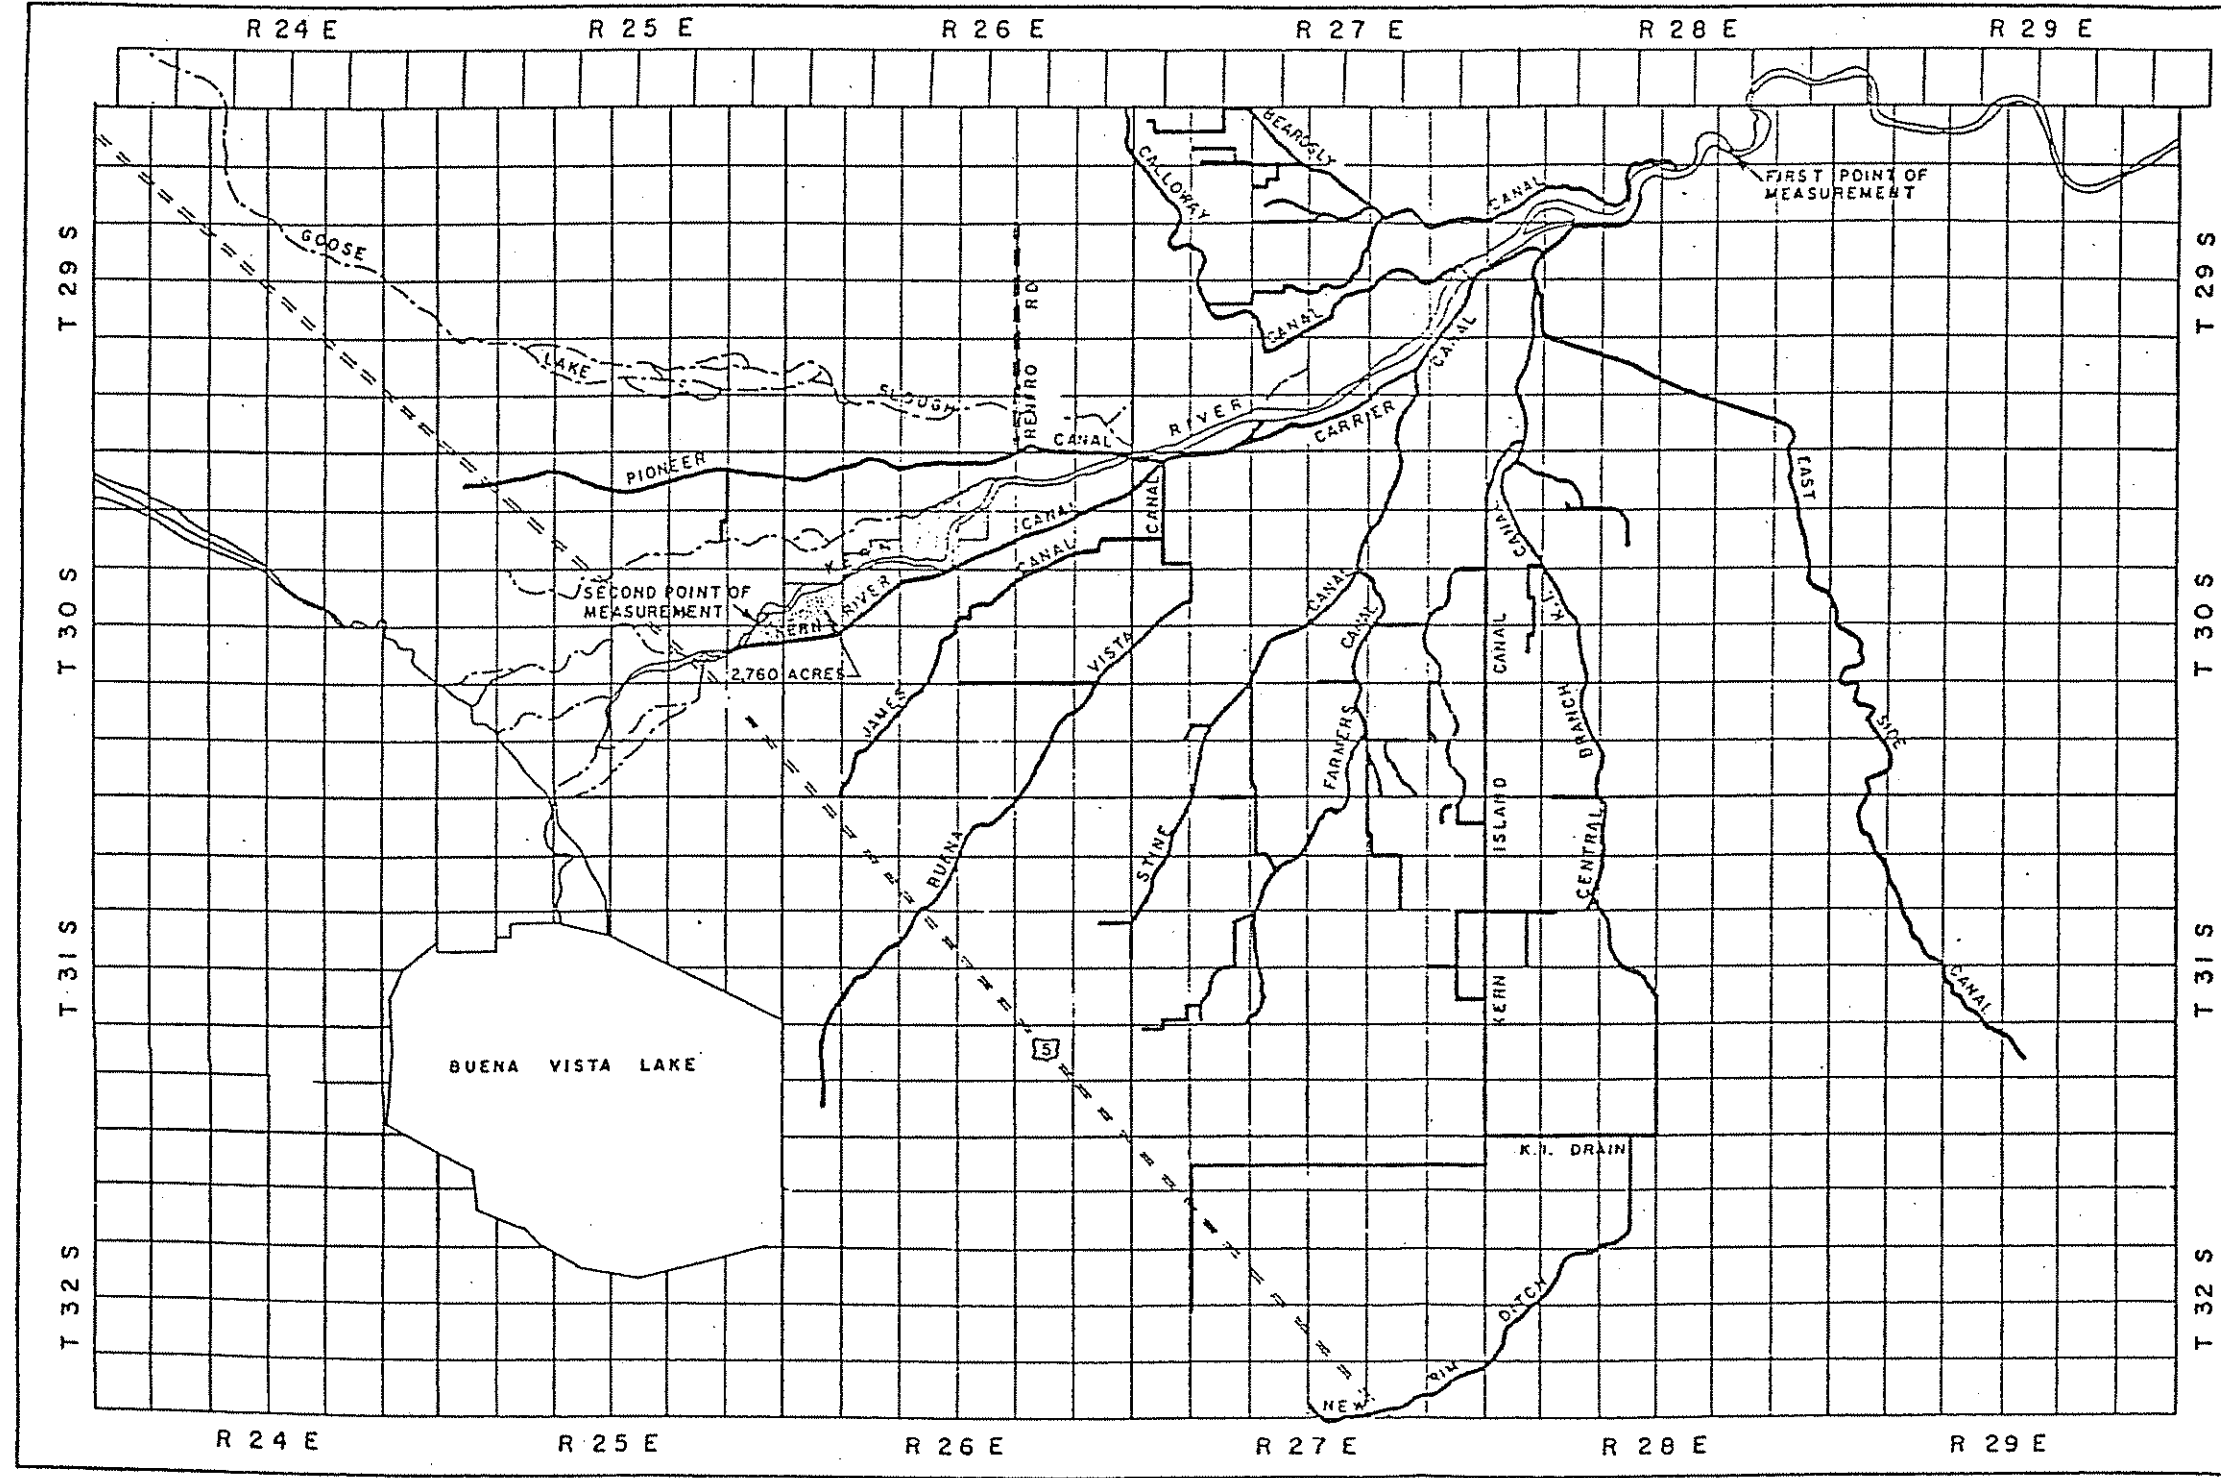 R 24 E R 25 E R 26 E R 27 E R 28 E R 29 E
BEARDSLY
CALLOWAY
CANAL
FIRST POINT OF
MEASUREMENT
GOOSE
T 29 S
T 29 S
RD
CANAL
CANAL
LAKE
SLOUGH
RENFRO
RIVER
CARRIER
CANAL
PIONEER
EAST
CANAL
CANAL
CANAL
CANAL
KERN
SECOND POINT OF
MEASUREMENT
RIVER
KERN
CANAL
CANAL
CANAL
K.I.
T 30 S
T 30 S
VISTA
2,760 ACRES
JAMES
BRANCH
SIDE
FARMERS
ISLAND
CENTRAL
BUENA
STINE
T 31 S
T 31 S
KERN
CANAL
5
BUENA VISTA LAKE
K.I. DRAIN
T 32 S
T 32 S
DITCH
RIM
NEW
R 24 E R 25 E R 26 E R 27 E R 28 E R 29 E